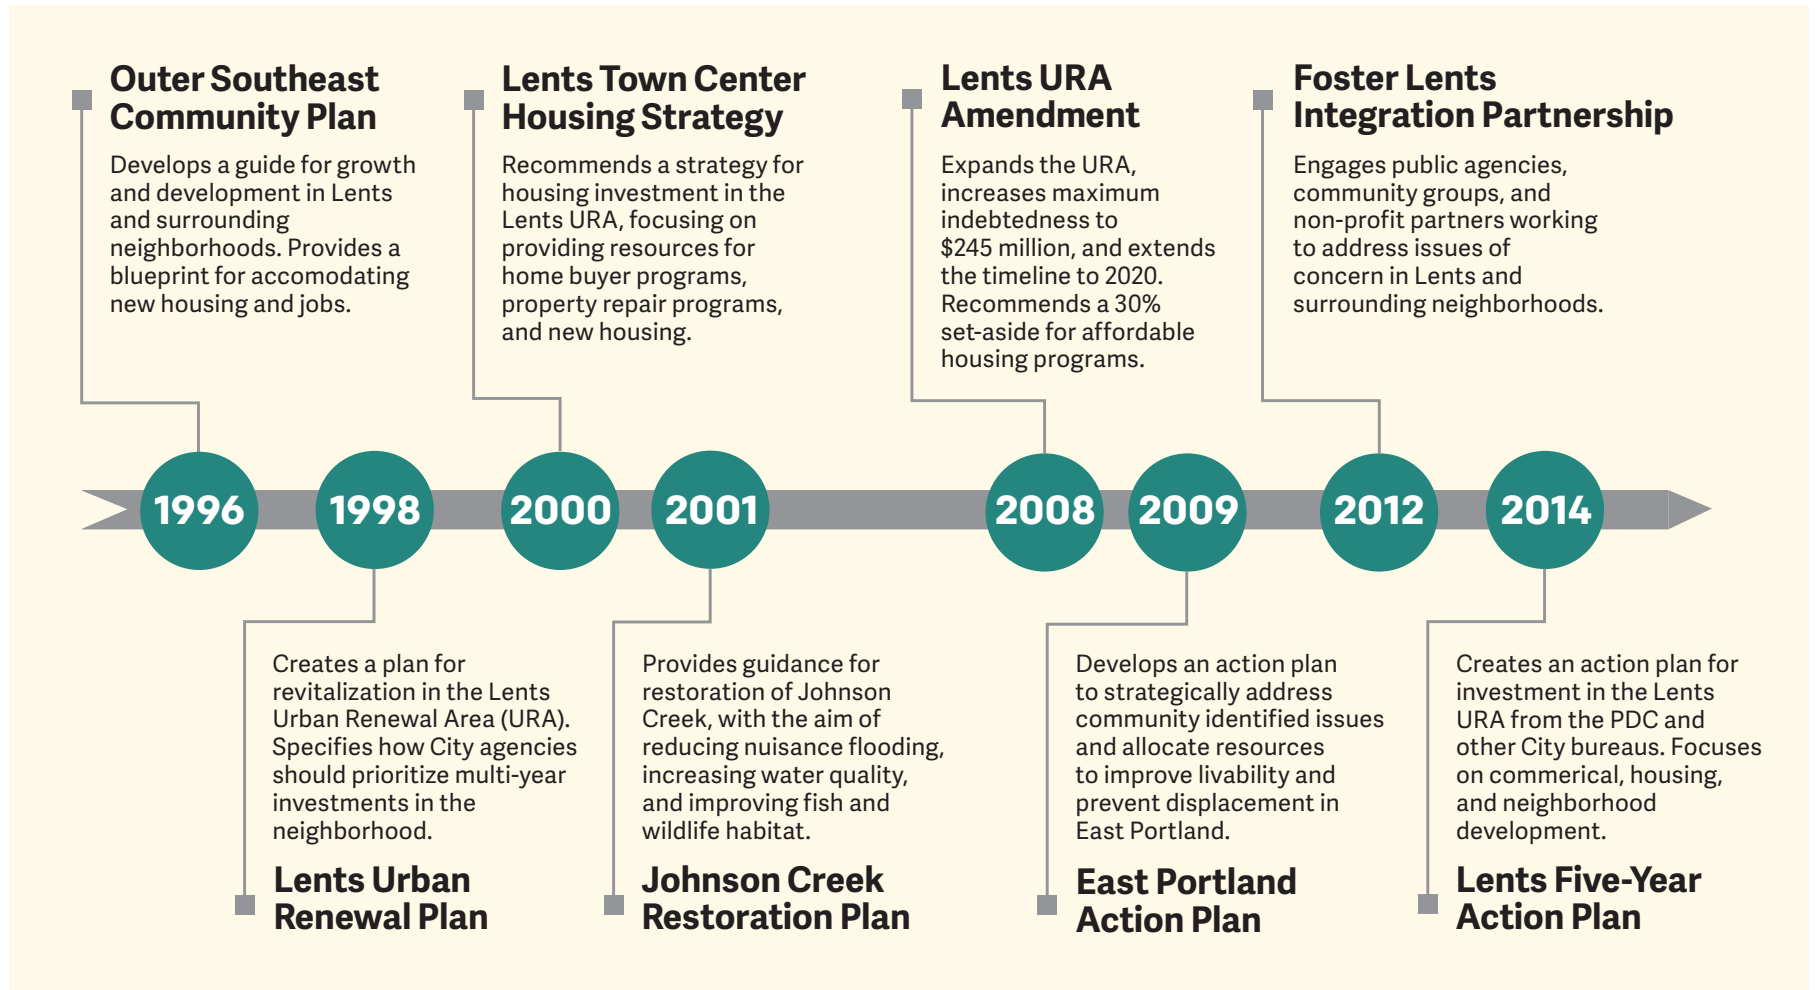 Outer Southeast
Community Plan
Develops a guide for growth
and development in Lents
and surrounding
neighborhoods. Provides a
blueprint for accomodating
new housing and jobs.
Lents Town Center
Housing Strategy
Recommends a strategy for
housing investment in the
Lents URA, focusing on
providing resources for
home buyer programs,
property repair programs,
and new housing.
Lents URA
Amendment
Expands the URA,
increases maximum
indebtedness to
$245 million, and extends
the timeline to 2020.
Recommends a 30%
set-aside for affordable
housing programs.
Foster Lents
Integration Partnership
Engages public agencies,
community groups, and
non-profit partners working
to address issues of
concern in Lents and
surrounding neighborhoods.
1996
1998
2000
2001
2008
2009
2012
2014
Creates a plan for
revitalization in the Lents
Urban Renewal Area (URA).
Specifies how City agencies
should prioritize multi-year
investments in the
neighborhood.
Lents Urban
Renewal Plan
Provides guidance for
restoration of Johnson
Creek, with the aim of
reducing nuisance flooding,
increasing water quality,
and improving fish and
wildlife habitat.
Johnson Creek
Restoration Plan
Develops an action plan
to strategically address
community identified issues
and allocate resources
to improve livability and
prevent displacement in
East Portland.
East Portland
Action Plan
Creates an action plan for
investment in the Lents
URA from the PDC and
other City bureaus. Focuses
on commerical, housing,
and neighborhood
development.
Lents Five-Year
Action Plan